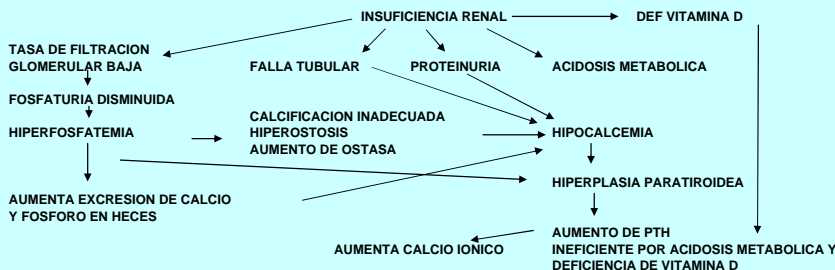 INSUFICIENCIA RENAL
DEF VITAMINA D
TASA DE FILTRACION
GLOMERULAR BAJA
FALLA TUBULAR
PROTEINURIA
ACIDOSIS METABOLICA
FOSFATURIA DISMINUIDA
HIPERFOSFATEMIA
CALCIFICACION INADECUADA
HIPEROSTOSIS
AUMENTO DE OSTASA
HIPOCALCEMIA
HIPERPLASIA PARATIROIDEA
AUMENTA EXCRESION DE CALCIO
Y FOSFORO EN HECES
AUMENTO DE PTH
INEFICIENTE POR ACIDOSIS METABOLICA Y
DEFICIENCIA DE VITAMINA D
AUMENTA CALCIO IONICO